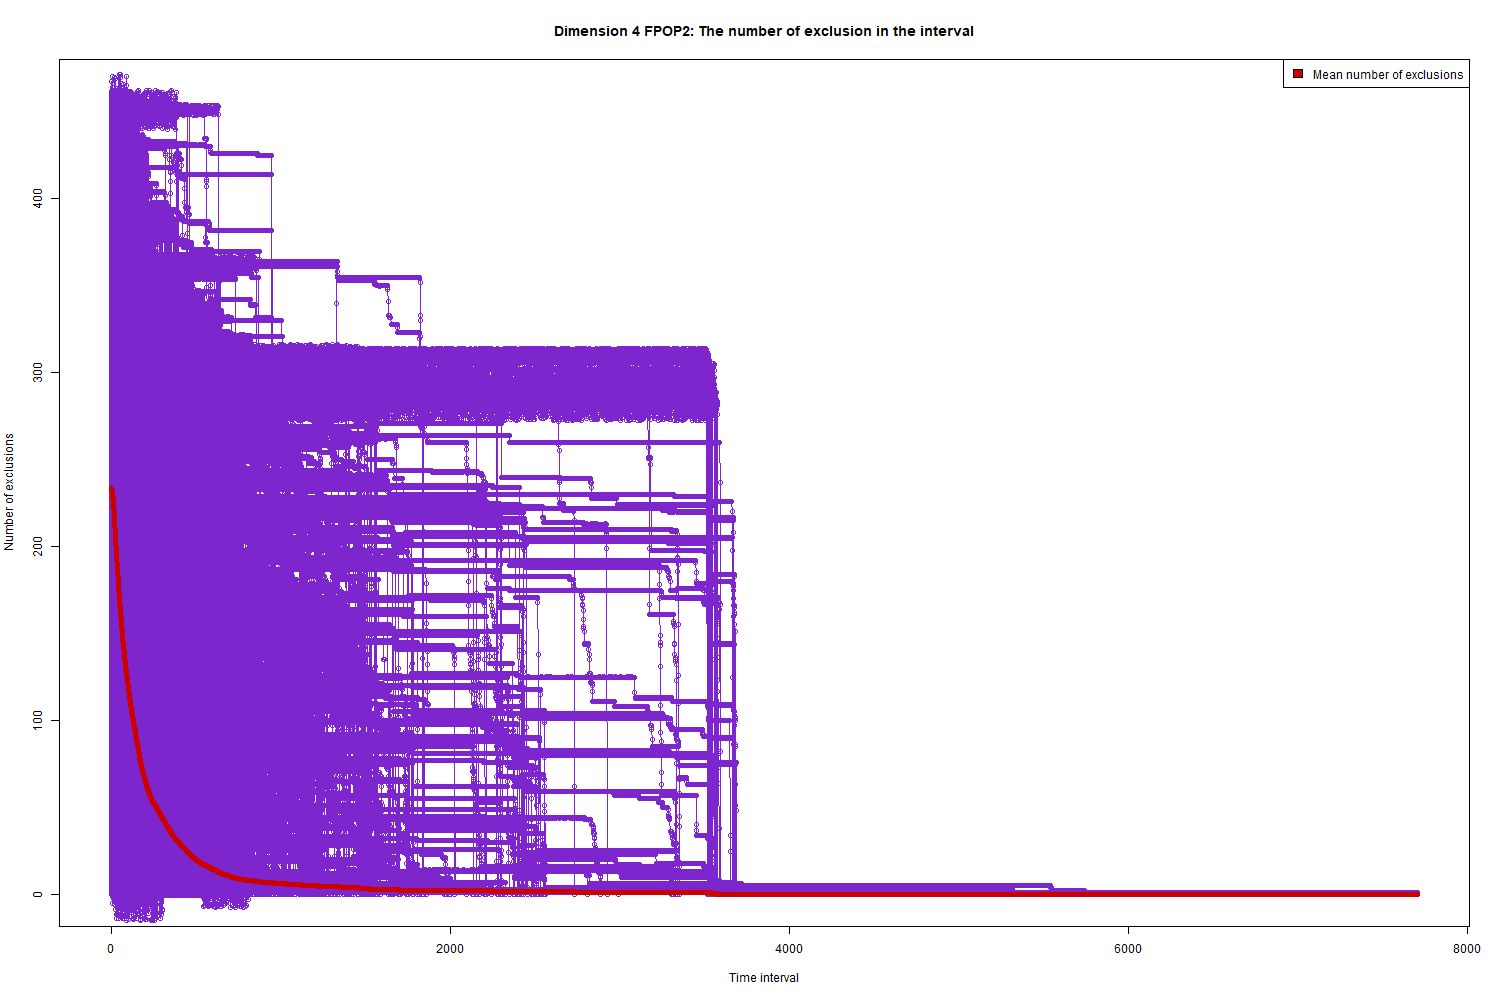 Dimension 4 FPOP2: The number of exclusion in the interval
Mean number of exclusions
Number of exclusions
400
300
200
100
0
0 2000 4000 6000 8000
Time interval